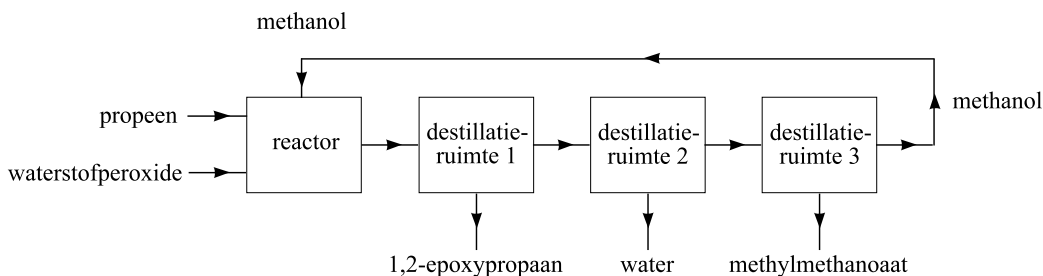 methanol
propeen
waterstofperoxide
reactor
destillatie-
ruimte 1
destillatie-
ruimte 2
destillatie-
ruimte 3
methanol
1,2-epoxypropaan
water
methylmethanoaat